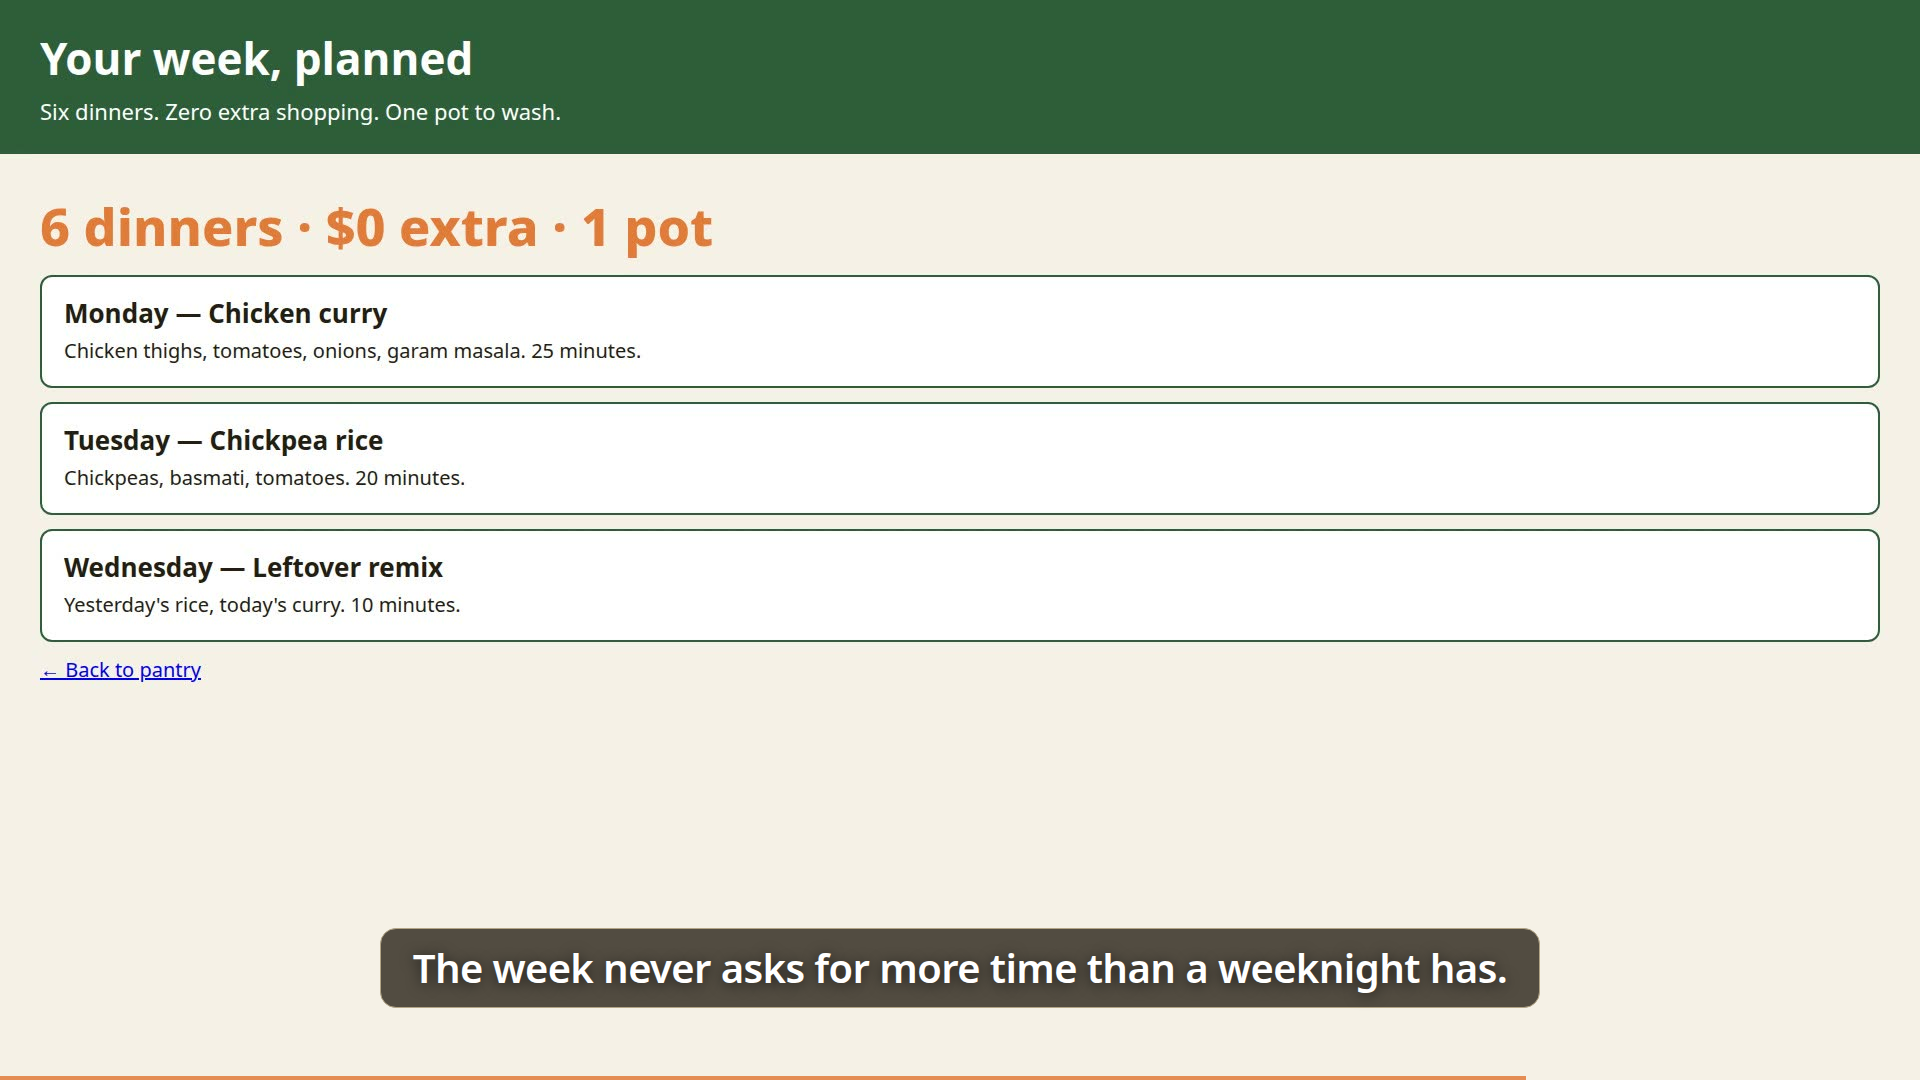 Your week, planned
Six dinners. Zero extra shopping. One pot to wash.
6 dinners · $0 extra · 1 pot
Monday — Chicken curry
Chicken thighs, tomatoes, onions, garam masala. 25 minutes.
Tuesday — Chickpea rice
Chickpeas, basmati, tomatoes. 20 minutes.
Wednesday — Leftover remix
Yesterday's rice, today's curry. 10 minutes.
← Back to pantry
The week never asks for more time than a weeknight has.